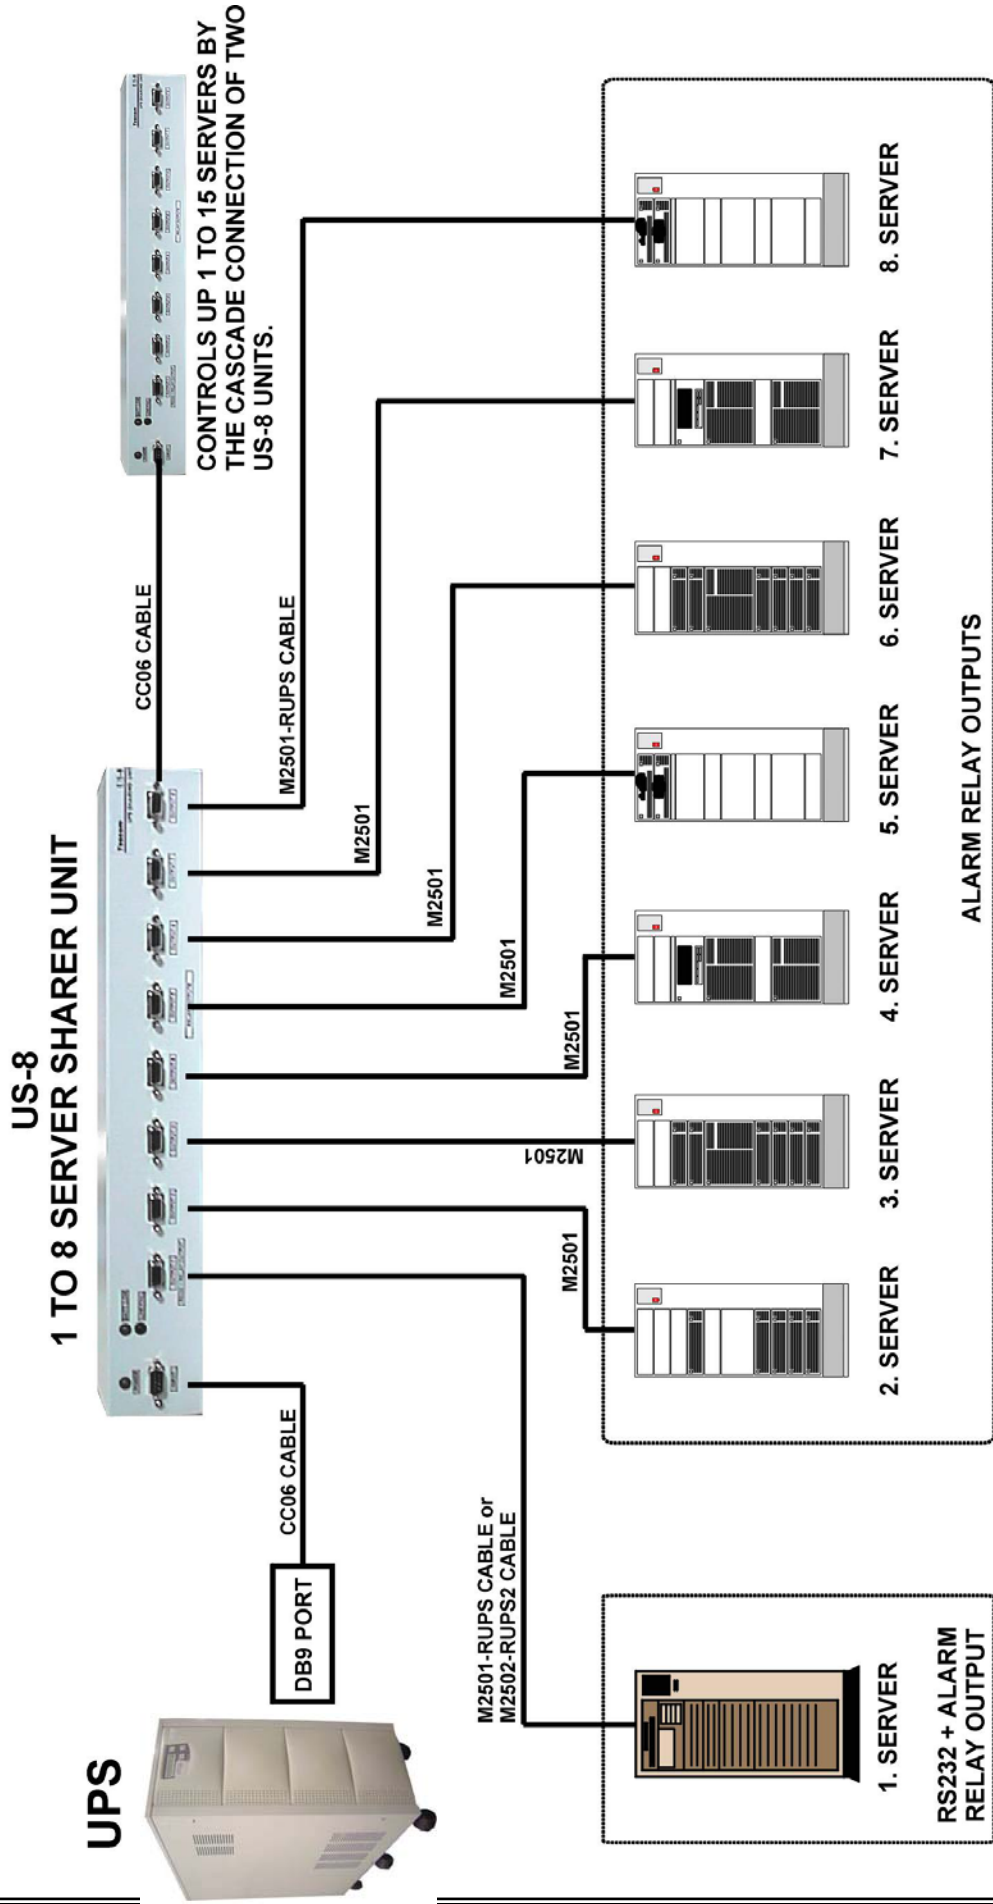 US-8
1 TO 8 SERVER SHARER UNIT
UPS
DB9 PORT
CC06 CABLE
CC06 CABLE
CONTROLS UP 1 TO 15 SERVERS BY
THE CASCADE CONNECTION OF TWO
US-8 UNITS.
M2501-RUPS CABLE or
M2502-RUPS2 CABLE
M2501
M2501
M2501
M2501
M2501
M2501
M2501-RUPS CABLE
1. SERVER
2. SERVER
3. SERVER
4. SERVER
5. SERVER
6. SERVER
7. SERVER
8. SERVER
RS232 + ALARM
RELAY OUTPUT
ALARM RELAY OUTPUTS